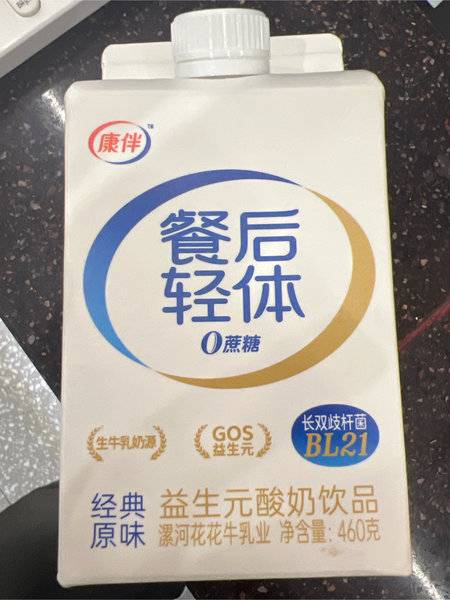 康伴
TM
餐后
轻体
0蔗糖
生牛乳奶源
GOS
益生元
长双歧杆菌
BL21
经典
原味
益生元酸奶饮品
漯河花花牛乳业 净含量: 460克